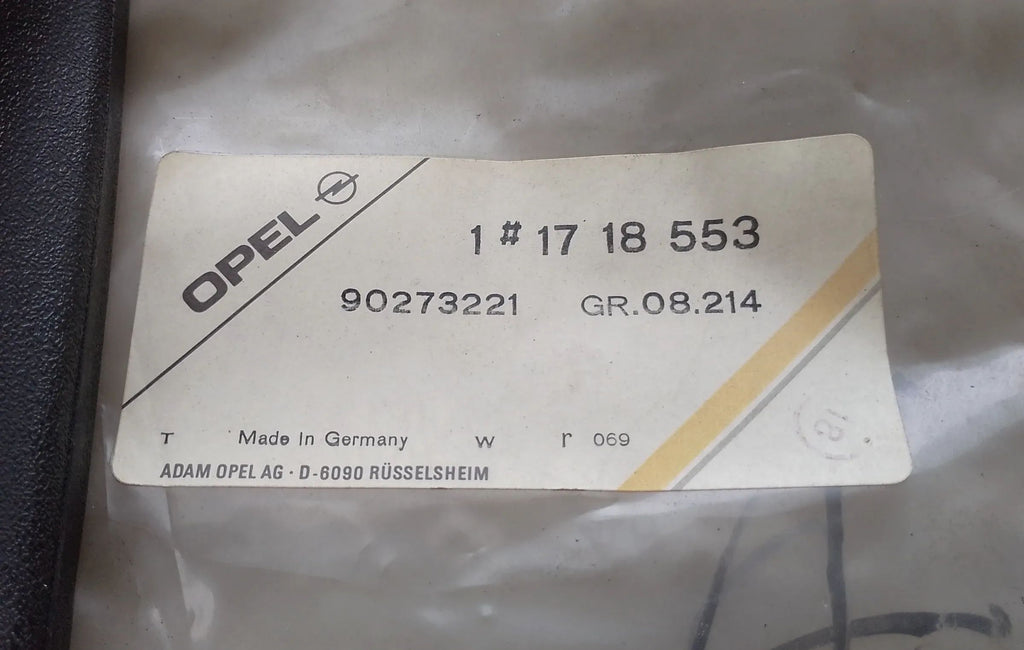 OPEL
1 # 17 18 553
90273221 GR.08.214
T Made In Germany w r 069
ADAM OPEL AG · D-6090 RÜSSELSHEIM